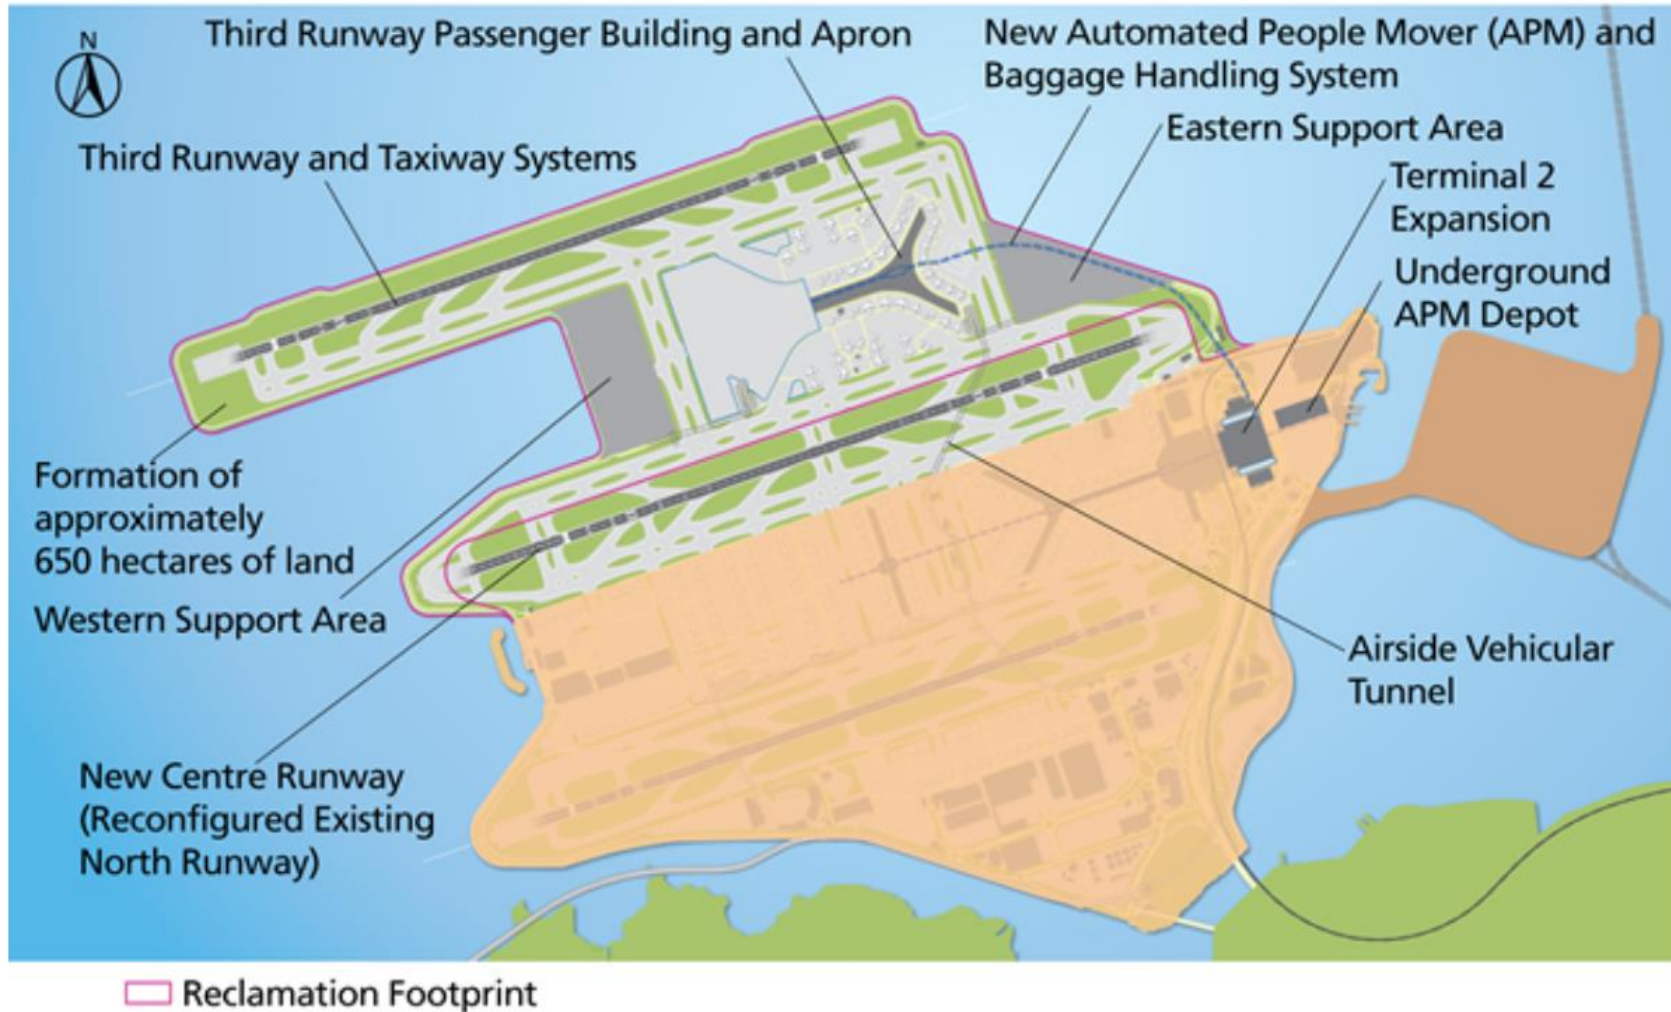 N
Third Runway Passenger Building and Apron
New Automated People Mover (APM) and
Baggage Handling System
Eastern Support Area
Third Runway and Taxiway Systems
Terminal 2
Expansion
Underground
APM Depot
Formation of
approximately
650 hectares of land
Western Support Area
Airside Vehicular
Tunnel
New Centre Runway
(Reconfigured Existing
North Runway)
Reclamation Footprint